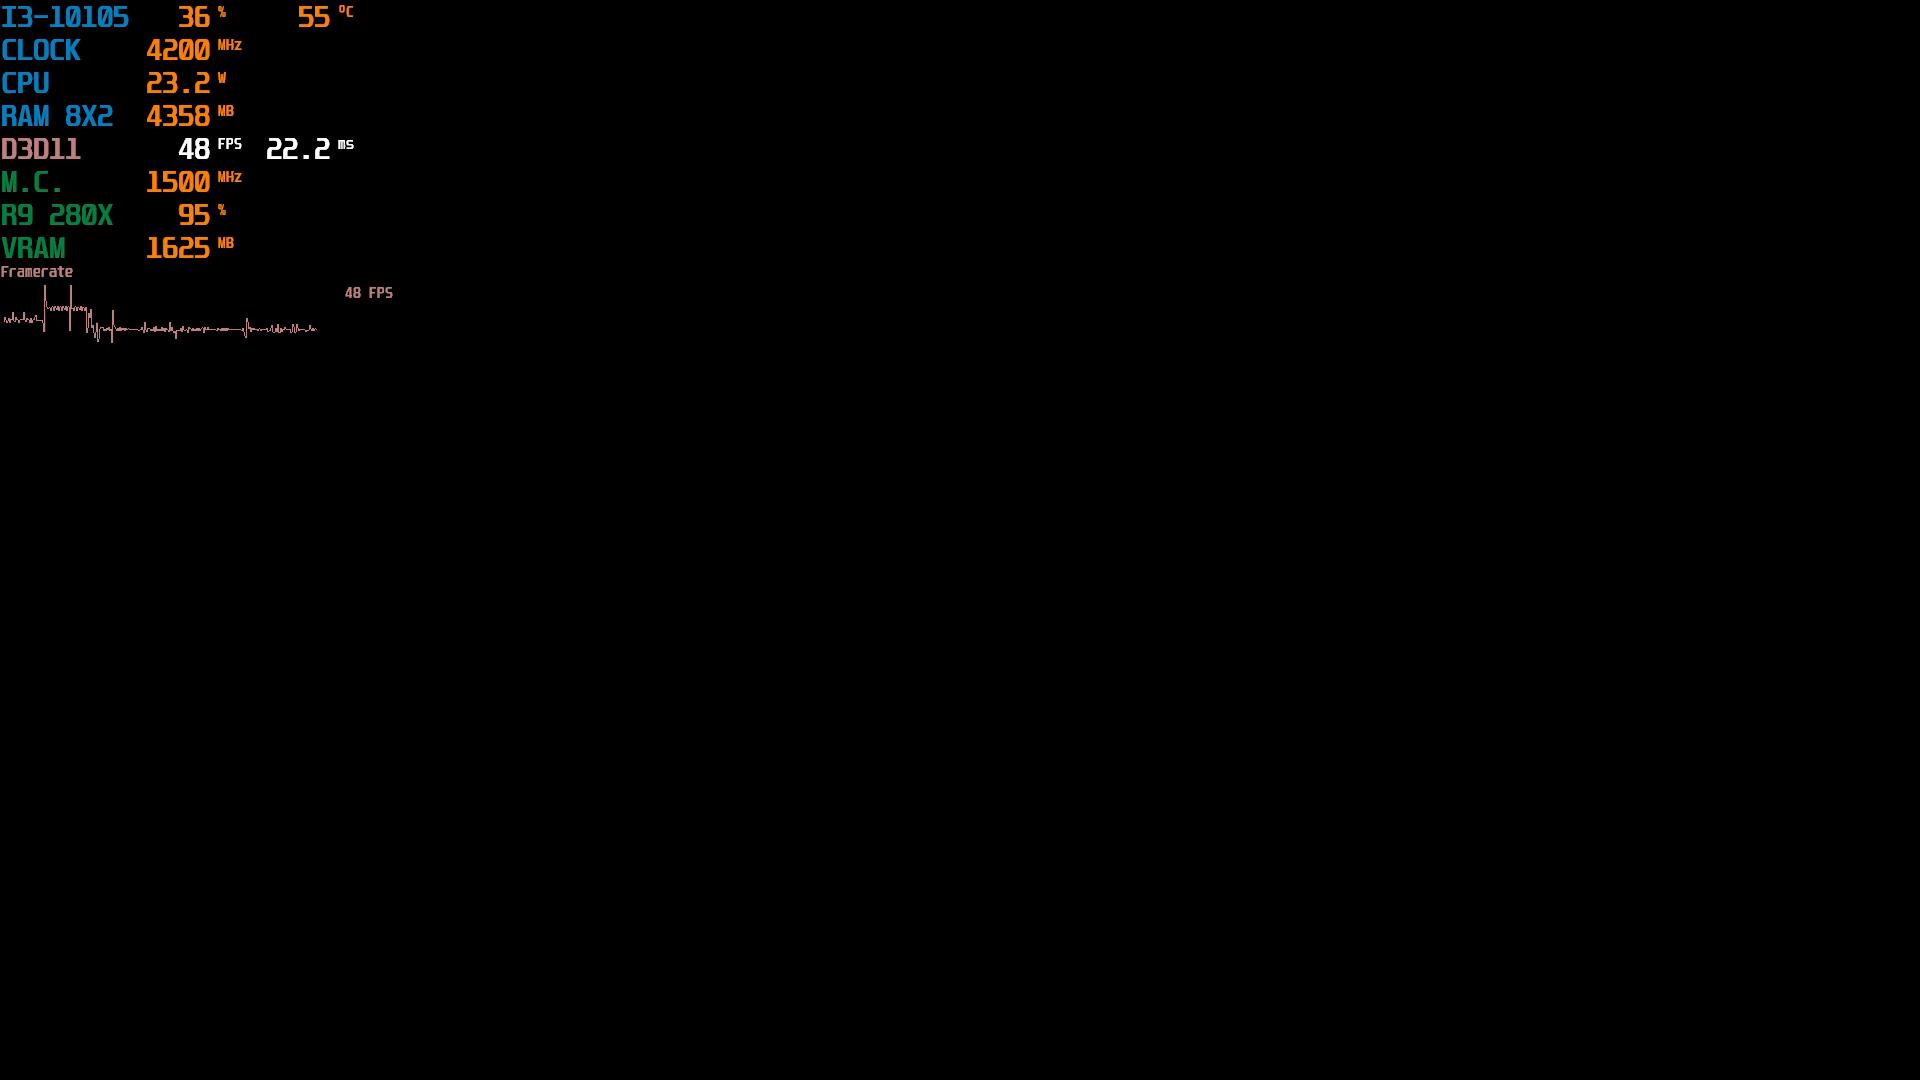 I3-10105 36 % 55 °C
CLOCK 4200 MHz
CPU 23.2 W
RAM 8X2 4358 MB
D3D11 48 FPS 22.2 ms
M.C. 1500 MHz
R9 280X 95 %
VRAM 1625 MB
Framerate
48 FPS